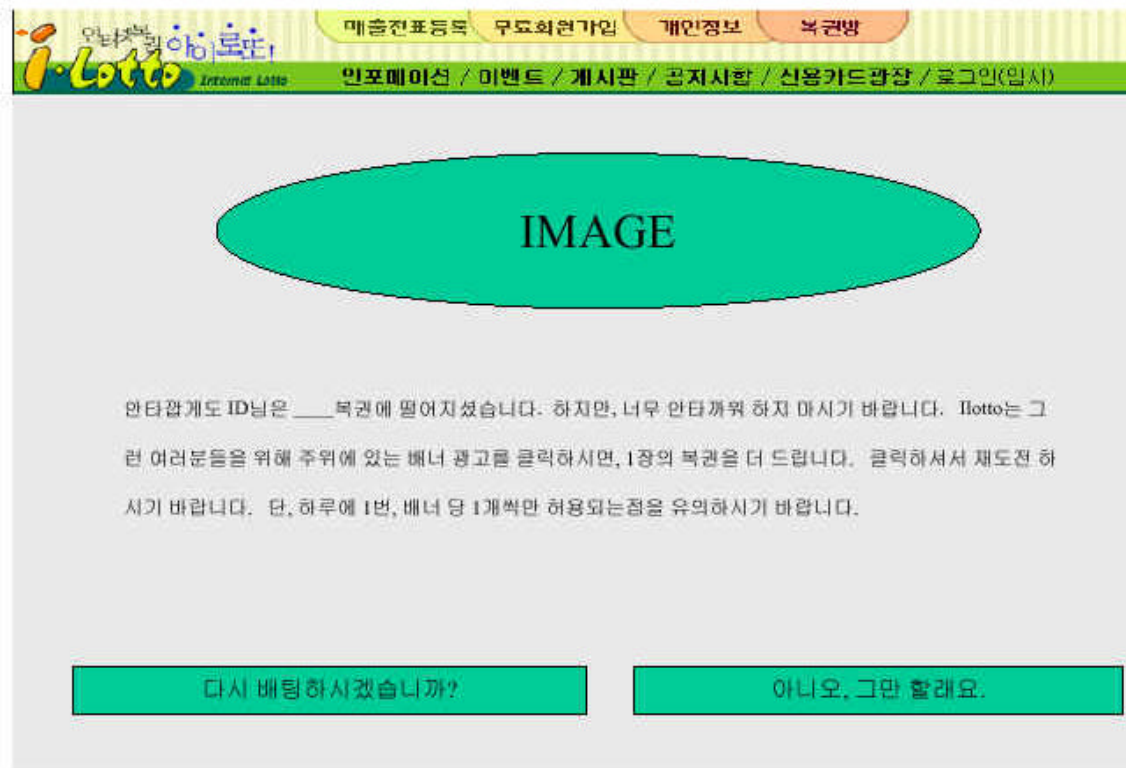 매출전표등록 무료회원가입 개인정보 복권방
인터넷복권 아이로또!
i·Lotto Internet Lotto
인포메이션 / 이벤트 / 게시판 / 공지사항 / 신용카드광장 / 로그인(임시)
IMAGE
안타깝게도 ID님은 ____복권에 떨어지셨습니다. 하지만, 너무 안타까워 하지 마시기 바랍니다. Ilotto는 그
런 여러분들을 위해 주위에 있는 배너 광고를 클릭하시면, 1장의 복권을 더 드립니다. 클릭하셔서 재도전 하
시기 바랍니다. 단, 하루에 1번, 배너 당 1개씩만 허용되는점을 유의하시기 바랍니다.
다시 배팅하시겠습니까?
아니오, 그만 할래요.